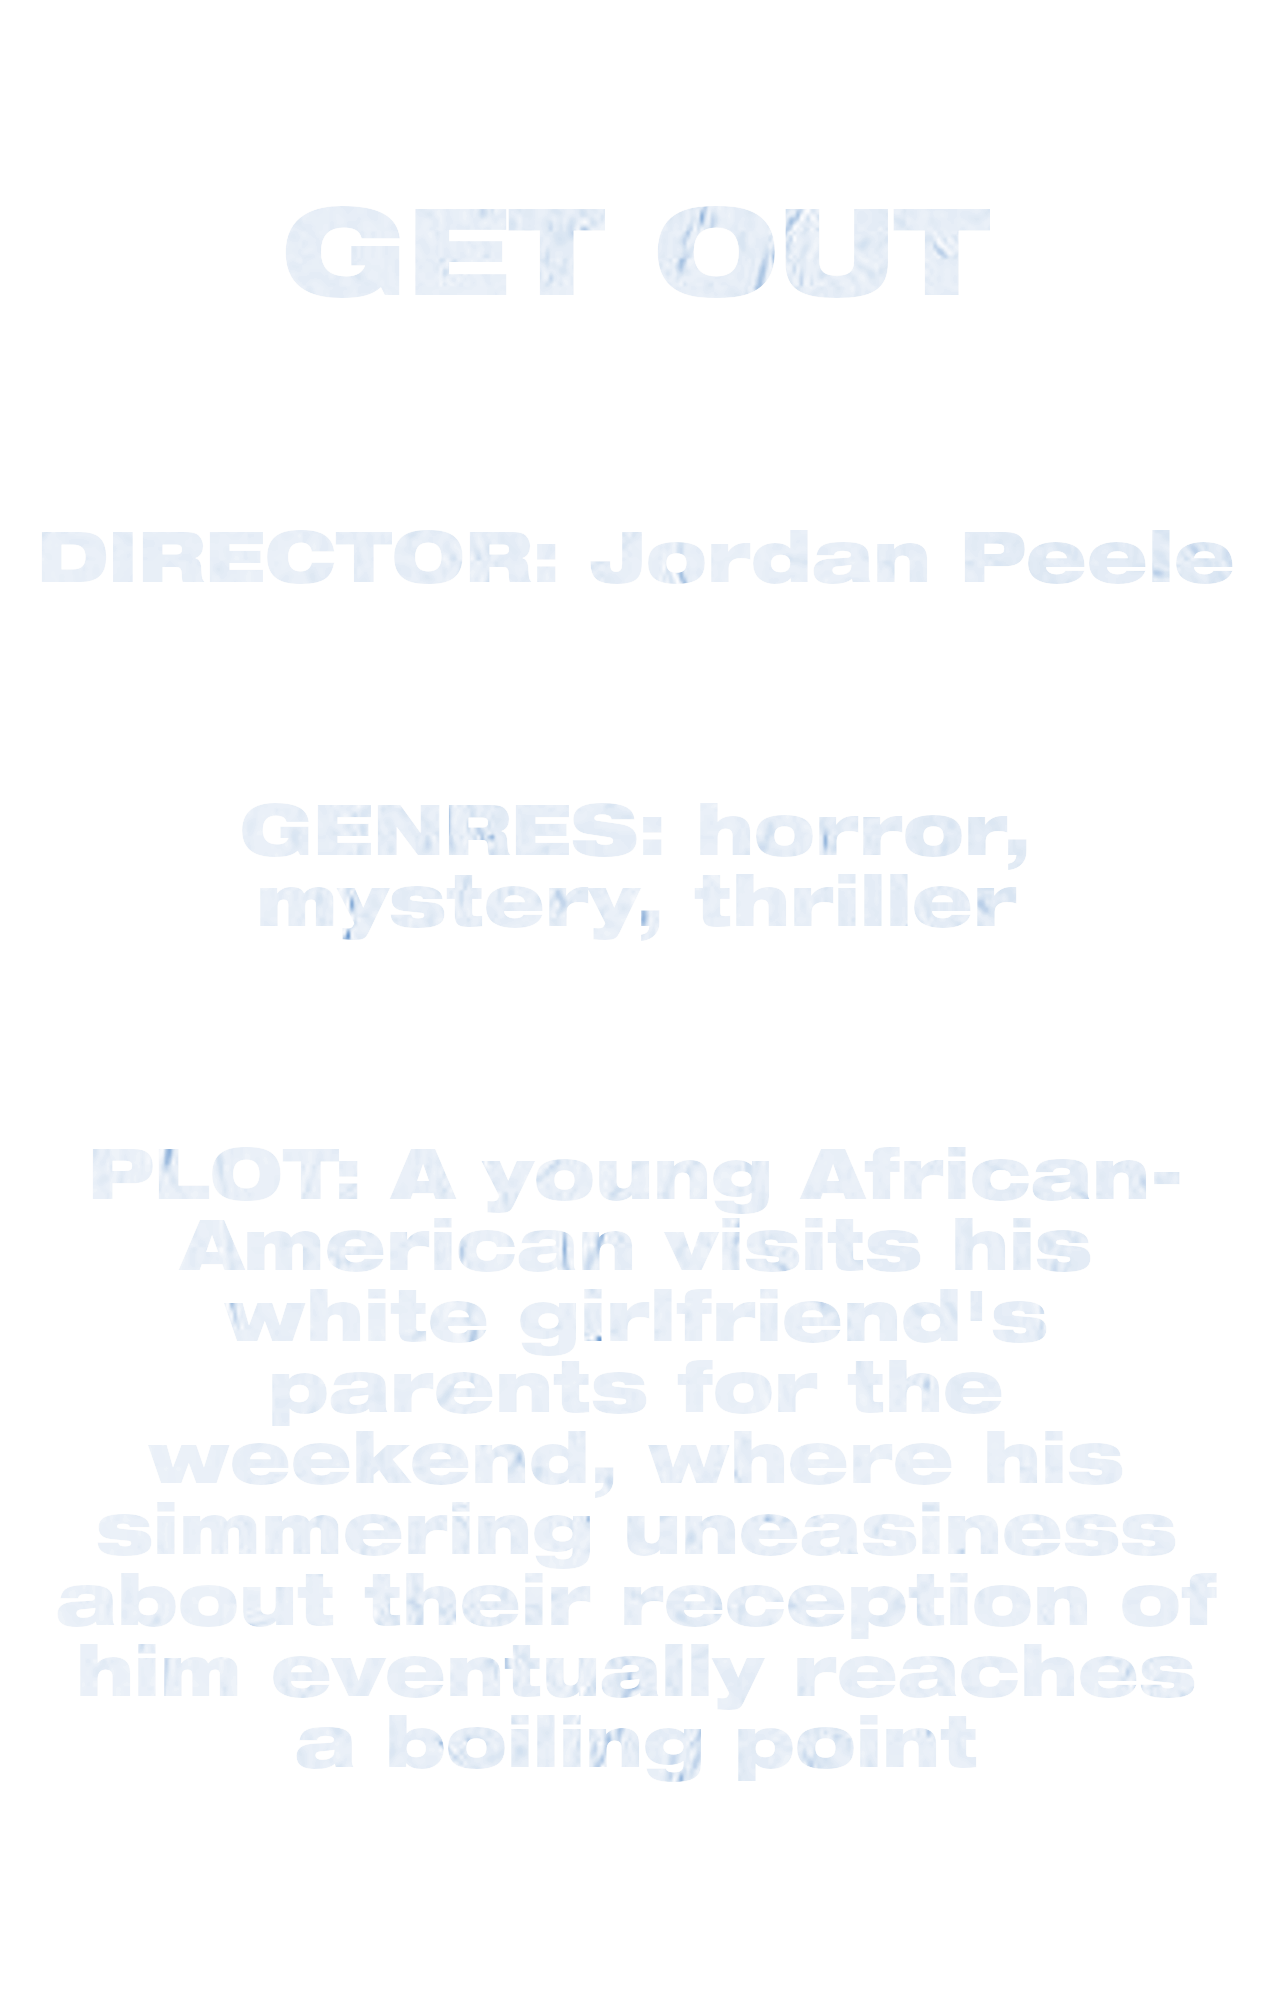 GET OUT
DIRECTOR: Jordan Peele
GENRES: horror,
mystery, thriller
PLOT: A young African-
American visits his
white girlfriend's
parents for the
weekend, where his
simmering uneasiness
about their reception of
him eventually reaches
a boiling point